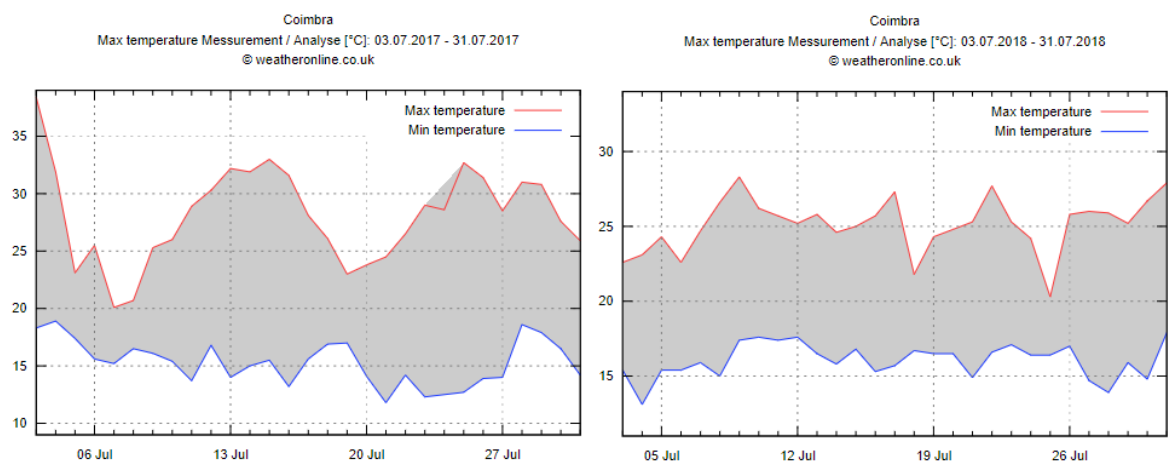 Coimbra
Max temperature Messurement / Analyse [°C]: 03.07.2017 - 31.07.2017
© weatheronline.co.uk
Max temperature
Min temperature
35
30
25
20
15
10
06 Jul
13 Jul
20 Jul
27 Jul
Coimbra
Max temperature Messurement / Analyse [°C]: 03.07.2018 - 31.07.2018
© weatheronline.co.uk
Max temperature
Min temperature
30
25
20
15
05 Jul
12 Jul
19 Jul
26 Jul